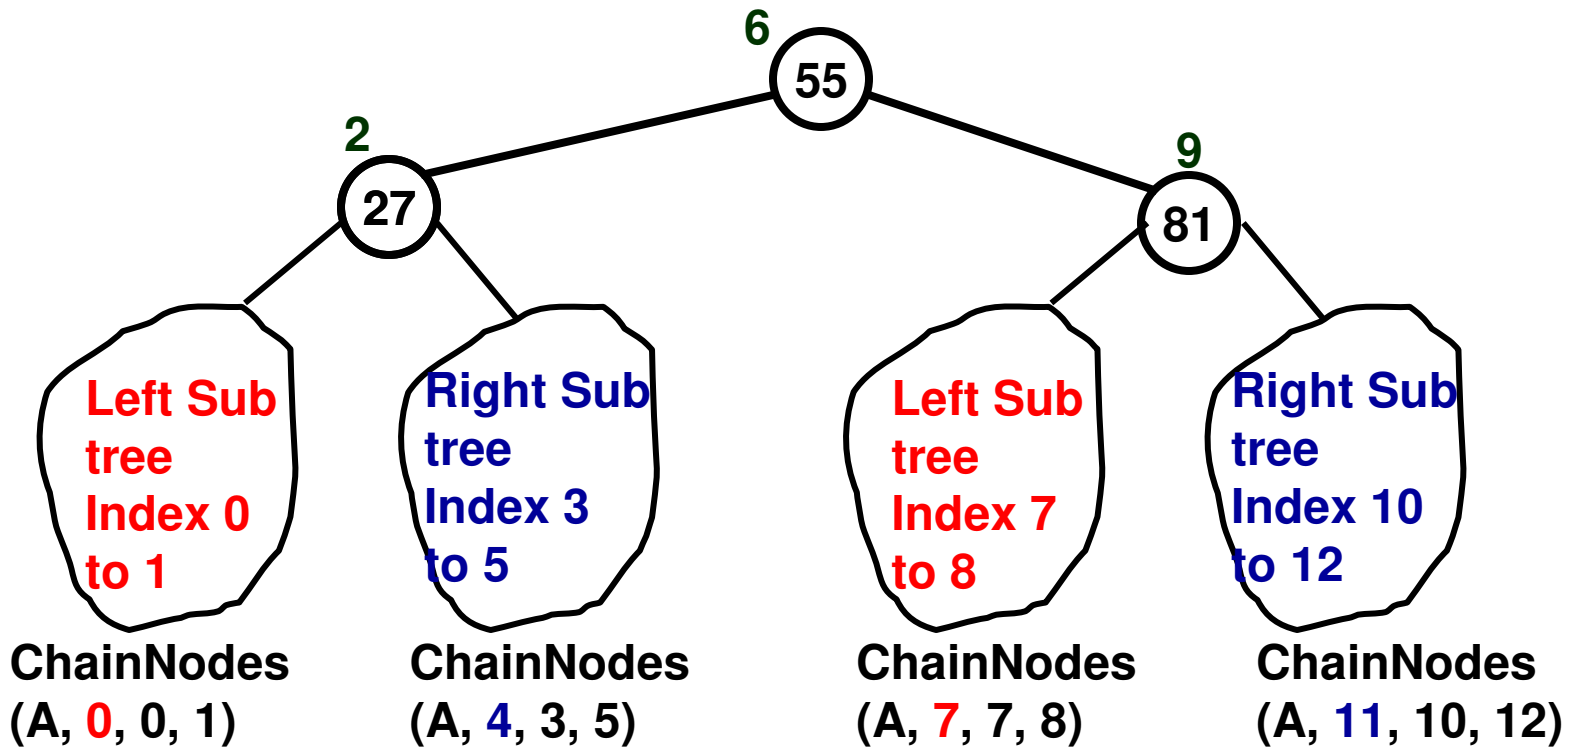 6
55
2
27
9
81
Left Sub
tree
Index 0
to 1
Right Sub
tree
Index 3
to 5
Left Sub
tree
Index 7
to 8
Right Sub
tree
Index 10
to 12
ChainNodes
(A, 0, 0, 1)
ChainNodes
(A, 4, 3, 5)
ChainNodes
(A, 7, 7, 8)
ChainNodes
(A, 11, 10, 12)